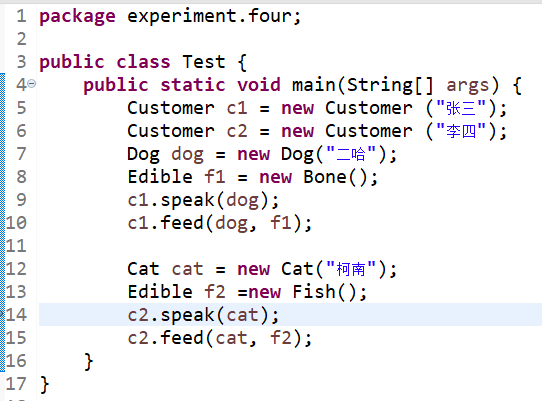 1 package experiment.four;
2
3 public class Test {
4 public static void main(String[] args) {
5 Customer c1 = new Customer ("张三");
6 Customer c2 = new Customer ("李四");
7 Dog dog = new Dog("二哈");
8 Edible f1 = new Bone();
9 c1.speak(dog);
10 c1.feed(dog, f1);
11
12 Cat cat = new Cat("柯南");
13 Edible f2 =new Fish();
14 c2.speak(cat);
15 c2.feed(cat, f2);
16 }
17 }